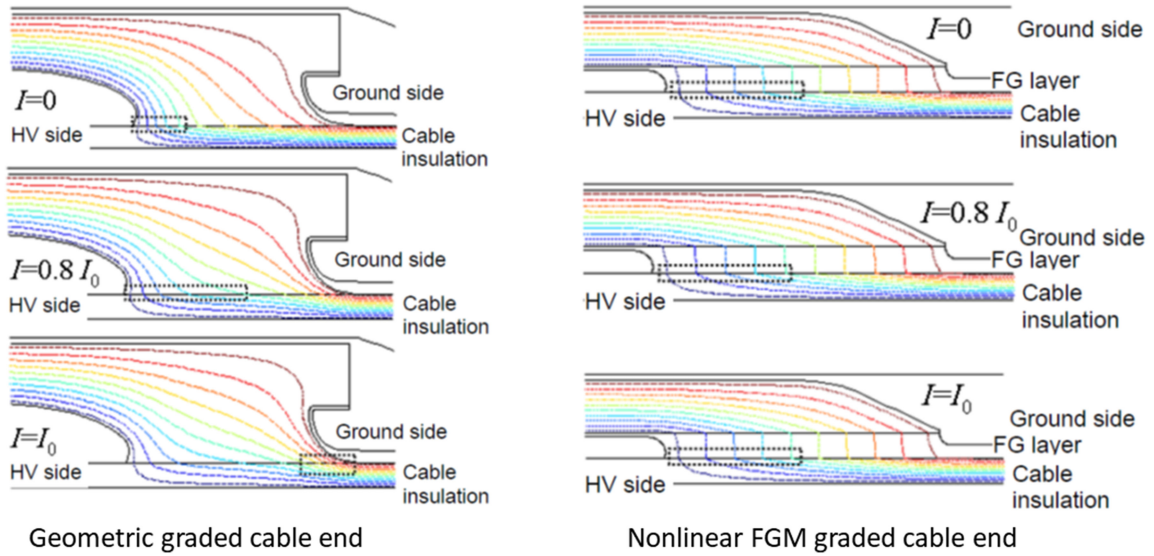 I=0
HV side
Ground side
Cable
insulation
I=0.8 I₀
HV side
Ground side
Cable
insulation
I=I₀
HV side
Ground side
Cable
insulation
Geometric graded cable end
I=0
Ground side
FG layer
HV side
Cable
insulation
I=0.8 I₀
Ground side
FG layer
HV side
Cable
insulation
I=I₀
Ground side
FG layer
HV side
Cable
insulation
Nonlinear FGM graded cable end